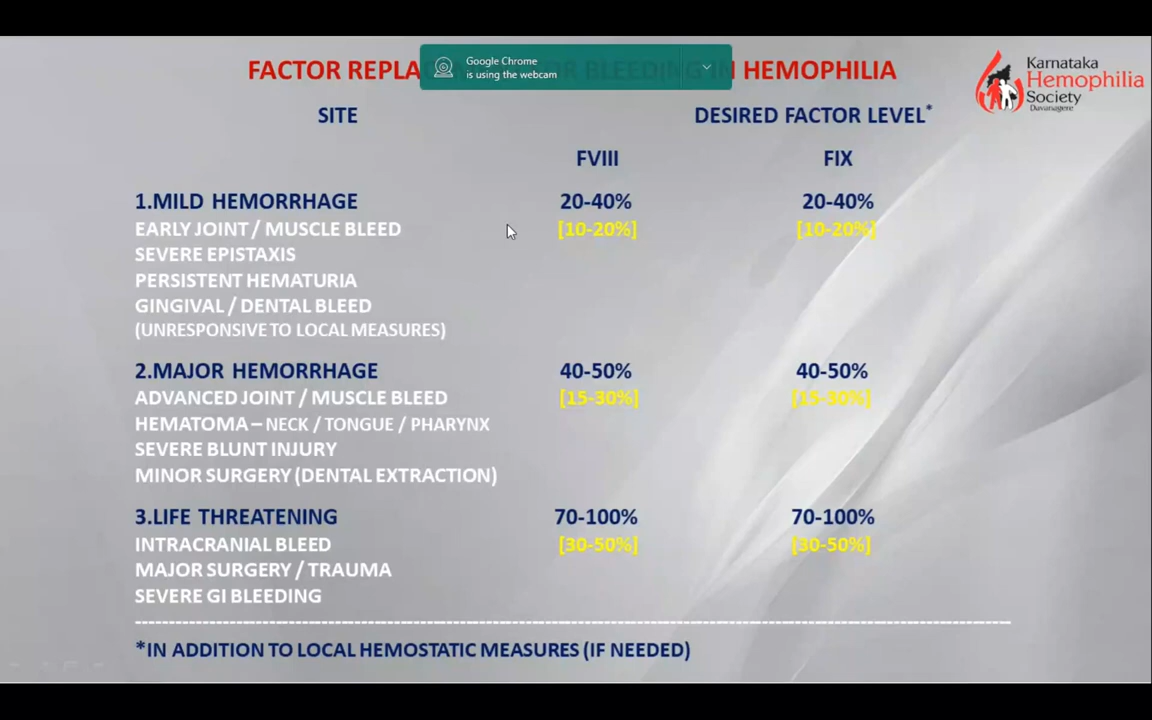 Google Chrome
is using the webcam
FACTOR REPLA BLEEDING IN HEMOPHILIA
Karnataka
Hemophilia
Society
Davanagere
SITE DESIRED FACTOR LEVEL*
FVIII FIX
1.MILD HEMORRHAGE 20-40% 20-40%
EARLY JOINT / MUSCLE BLEED [10-20%] [10-20%]
SEVERE EPISTAXIS
PERSISTENT HEMATURIA
GINGIVAL / DENTAL BLEED
(UNRESPONSIVE TO LOCAL MEASURES)
2.MAJOR HEMORRHAGE 40-50% 40-50%
ADVANCED JOINT / MUSCLE BLEED [15-30%] [15-30%]
HEMATOMA – NECK / TONGUE / PHARYNX
SEVERE BLUNT INJURY
MINOR SURGERY (DENTAL EXTRACTION)
3.LIFE THREATENING 70-100% 70-100%
INTRACRANIAL BLEED [30-50%] [30-50%]
MAJOR SURGERY / TRAUMA
SEVERE GI BLEEDING
*IN ADDITION TO LOCAL HEMOSTATIC MEASURES (IF NEEDED)